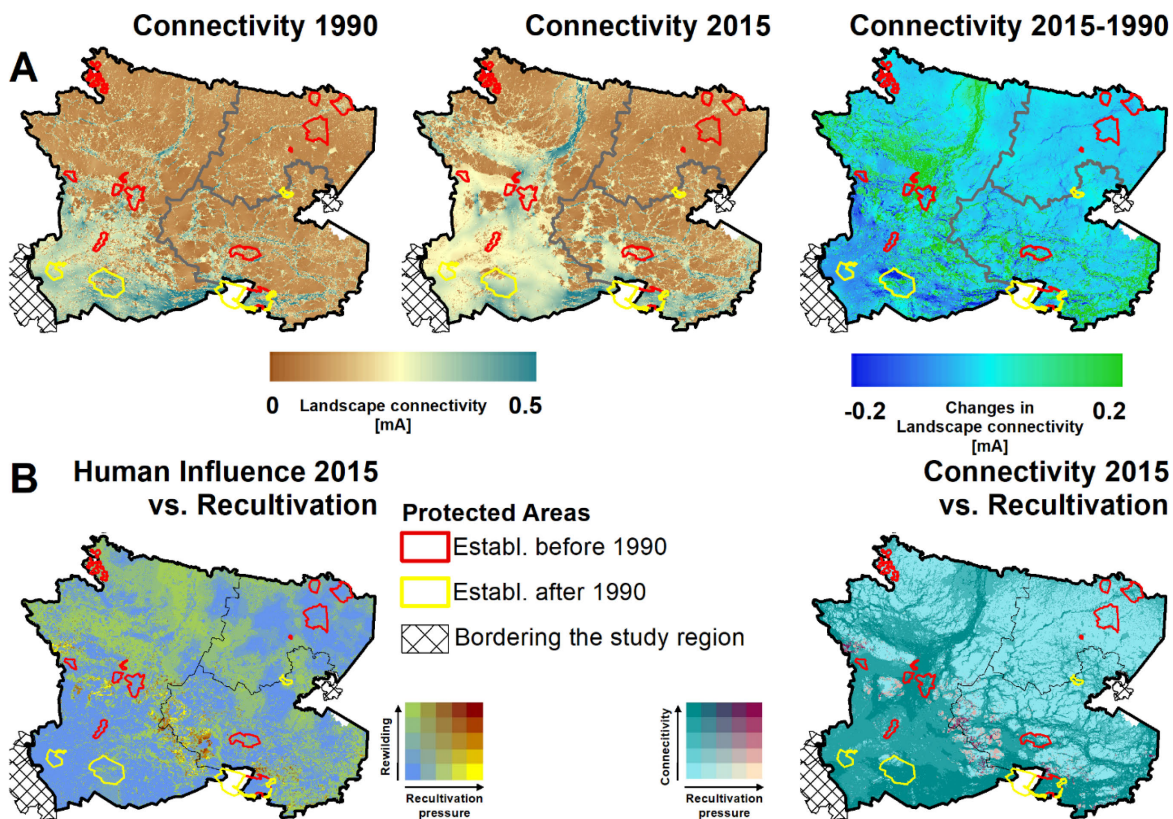 Connectivity 1990
Connectivity 2015
Connectivity 2015-1990
A
0
Landscape connectivity
[mA]
0.5
-0.2
Changes in
Landscape connectivity
[mA]
0.2
B
Human Influence 2015
vs. Recultivation
Protected Areas
Establ. before 1990
Establ. after 1990
Bordering the study region
Rewilding
Recultivation
pressure
Connecitivity
Recultivation
pressure
Connectivity 2015
vs. Recultivation